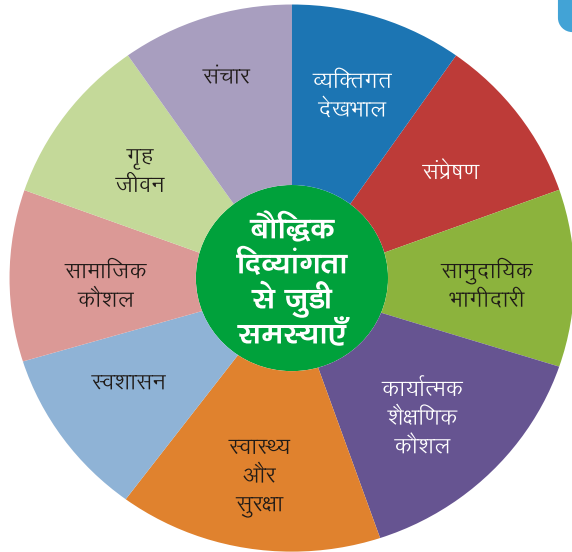 संचार
व्यक्तिगत
देखभाल
संप्रेषण
सामुदायिक
भागीदारी
कार्यात्मक
शैक्षणिक
कौशल
स्वास्थ्य
और
सुरक्षा
स्वशासन
सामाजिक
कौशल
गृह
जीवन
बौद्धिक
दिव्यांगता
से जुडी
समस्याएँ